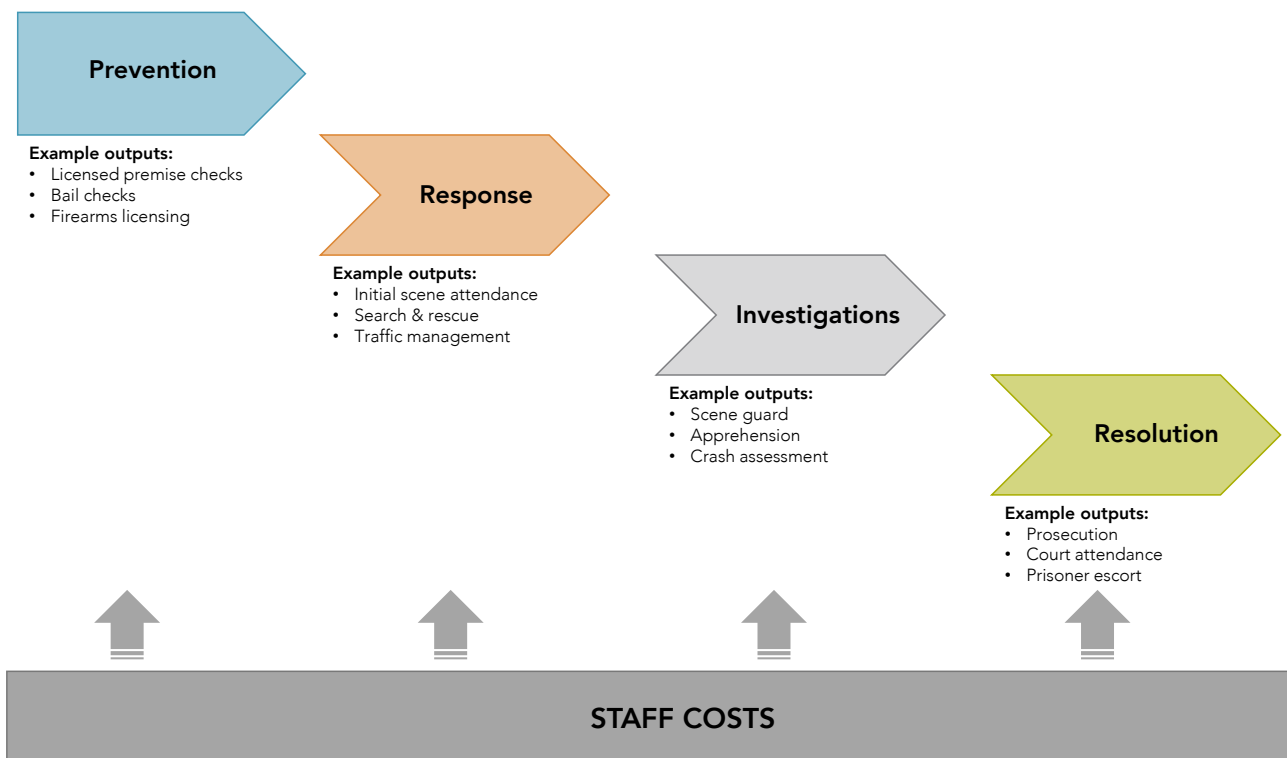 Prevention
Example outputs:
• Licensed premise checks
• Bail checks
• Firearms licensing
Response
Example outputs:
• Initial scene attendance
• Search & rescue
• Traffic management
Investigations
Example outputs:
• Scene guard
• Apprehension
• Crash assessment
Resolution
Example outputs:
• Prosecution
• Court attendance
• Prisoner escort
STAFF COSTS